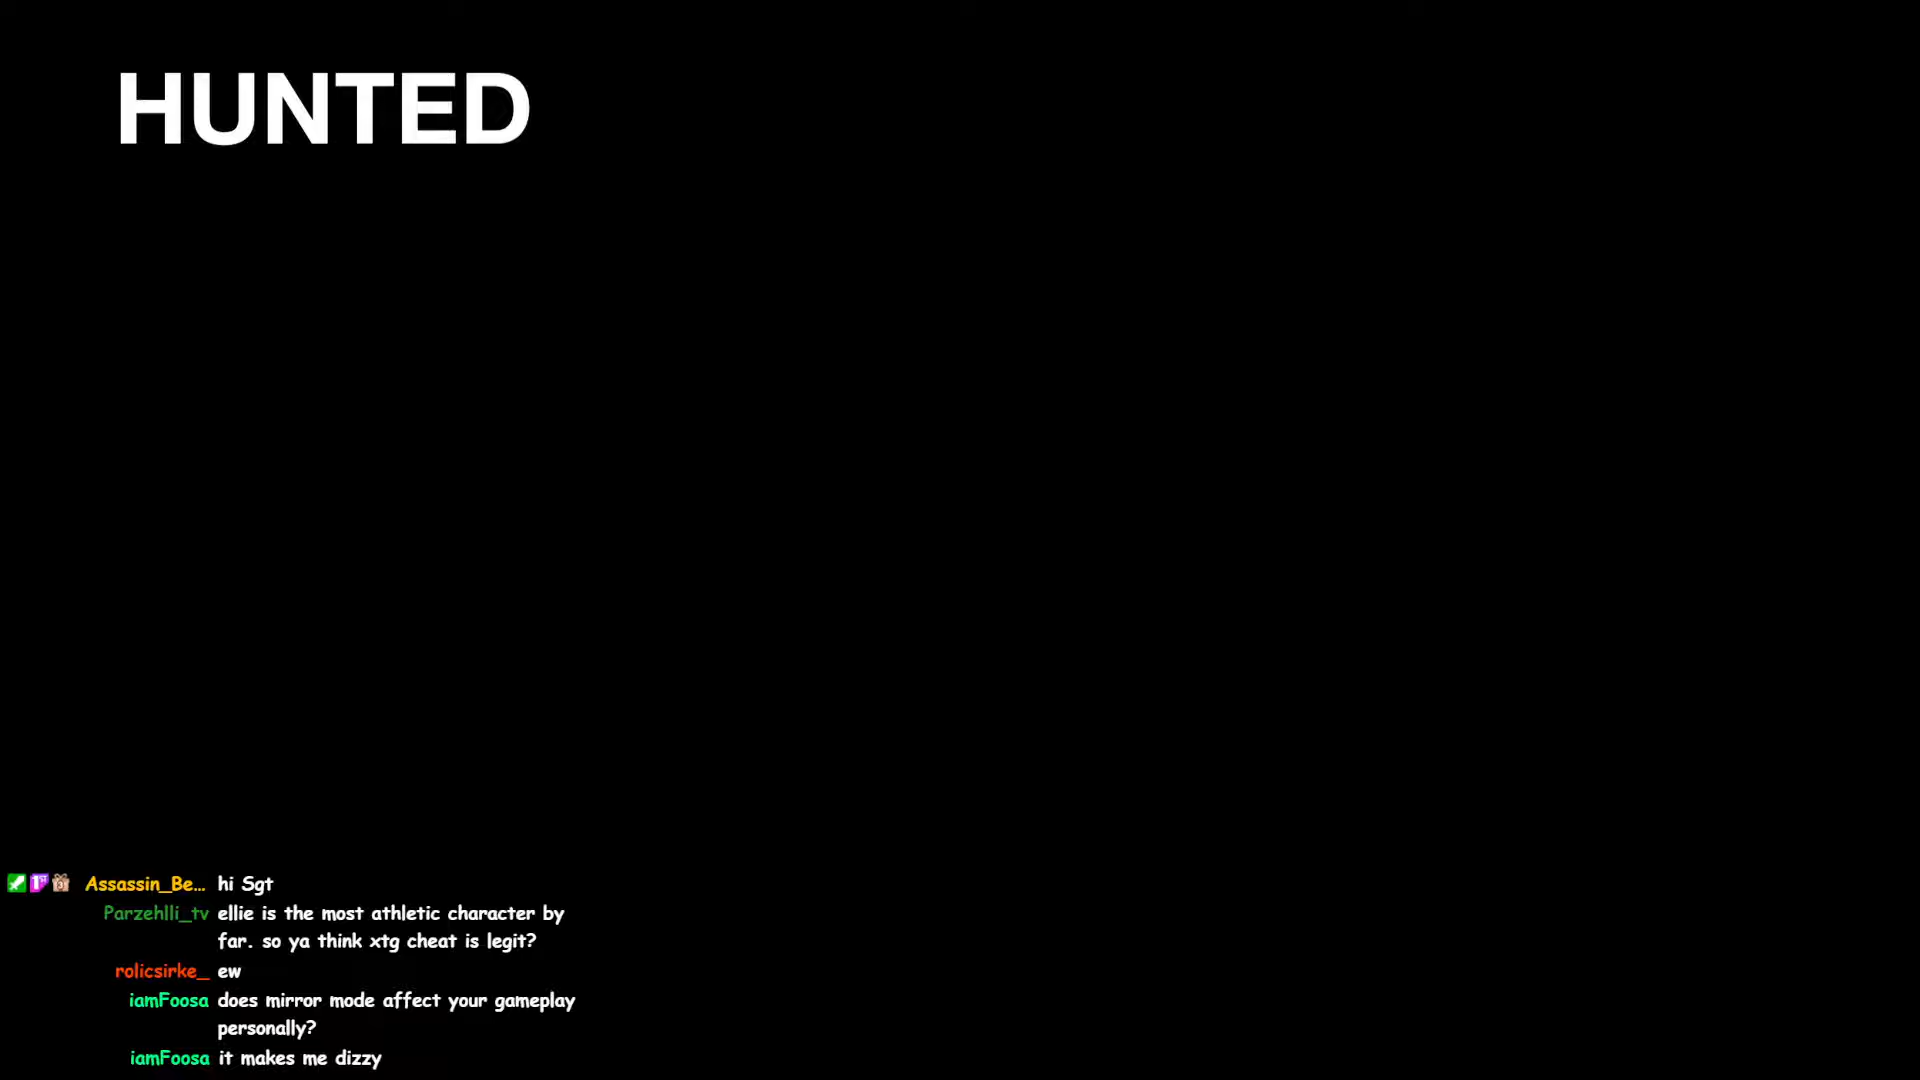 HUNTED
Assassin_Be... hi Sgt
Parzehlli_tv ellie is the most athletic character by
far. so ya think xtg cheat is legit?
rolicsirke_ ew
iamFoosa does mirror mode affect your gameplay
personally?
iamFoosa it makes me dizzy